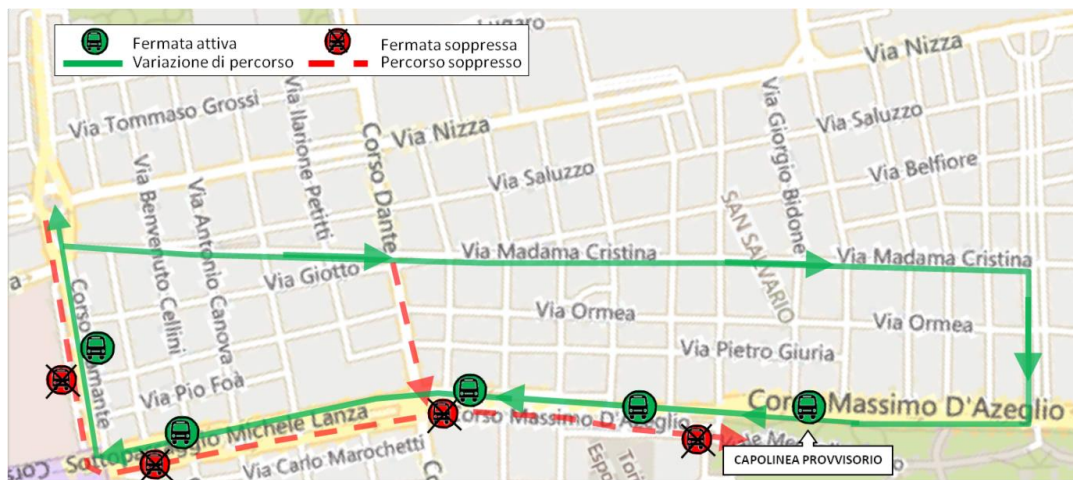 Fermata attiva
Variazione di percorso
Fermata soppressa
Percorso soppresso
Via Nizza
Via Tommaso Grossi
Via Ilarione Petitti
Corso Dante
Via Nizza
Via Giorgio Bidone
Via Saluzzo
Via Benvenuto Cellini
Via Antonio Canova
Via Saluzzo
Via Belfiore
SAN SALVARIO
Via Madama Cristina
Via Madama Cristina
Via Giotto
Via Ormea
Via Ormea
Via Pietro Giuria
Via Pio Foà
Corso Massimo D'Azeglio
Corso Massimo D'Azeglio
Michele Lanza
Via Carlo Marochetti
CAPOLINEA PROVVISORIO